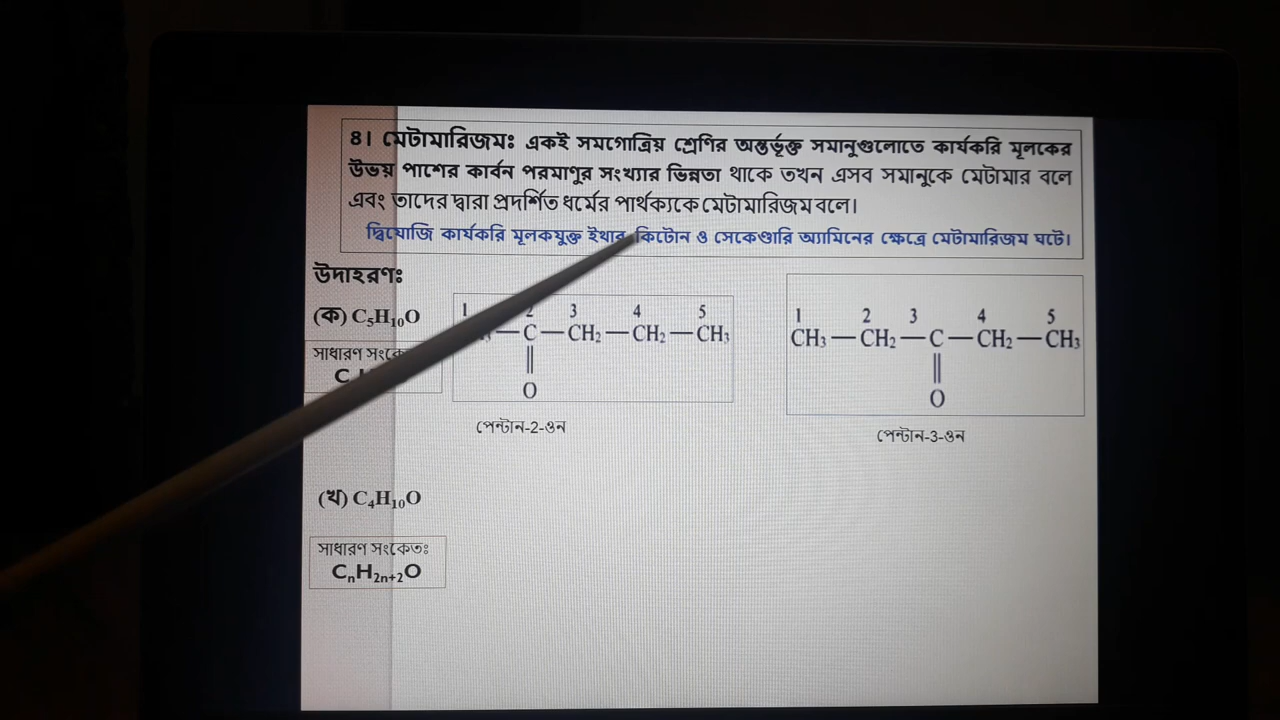 ৪। মেটামারিজমঃ একই সমগোত্রিয় শ্রেণির অন্তর্ভূক্ত সমানুগুলোতে কার্যকরি মূলকের
উভয় পাশের কার্বন পরমাণুর সংখ্যার ভিন্নতা থাকে তখন এসব সমানুকে মেটামার বলে
এবং তাদের দ্বারা প্রদর্শিত ধর্মের পার্থক্যকে মেটামারিজম বলে।
দ্বিযোজি কার্যকরি মূলকযুক্ত ইথার, কিটোন ও সেকেণ্ডারি অ্যামিনের ক্ষেত্রে মেটামারিজম ঘটে।
উদাহরণঃ
(ক) C₅H₁₀O
সাধারণ
1 2 3 4 5
—C—CH₂—CH₂—CH₃
||
O
পেন্টান-2-ওন
1 2 3 4 5
CH₃—CH₂—C—CH₂—CH₃
||
O
পেন্টান-3-ওন
(খ) C₄H₁₀O
সাধারণ সংকেতঃ
CₙH₂ₙ₊₂O